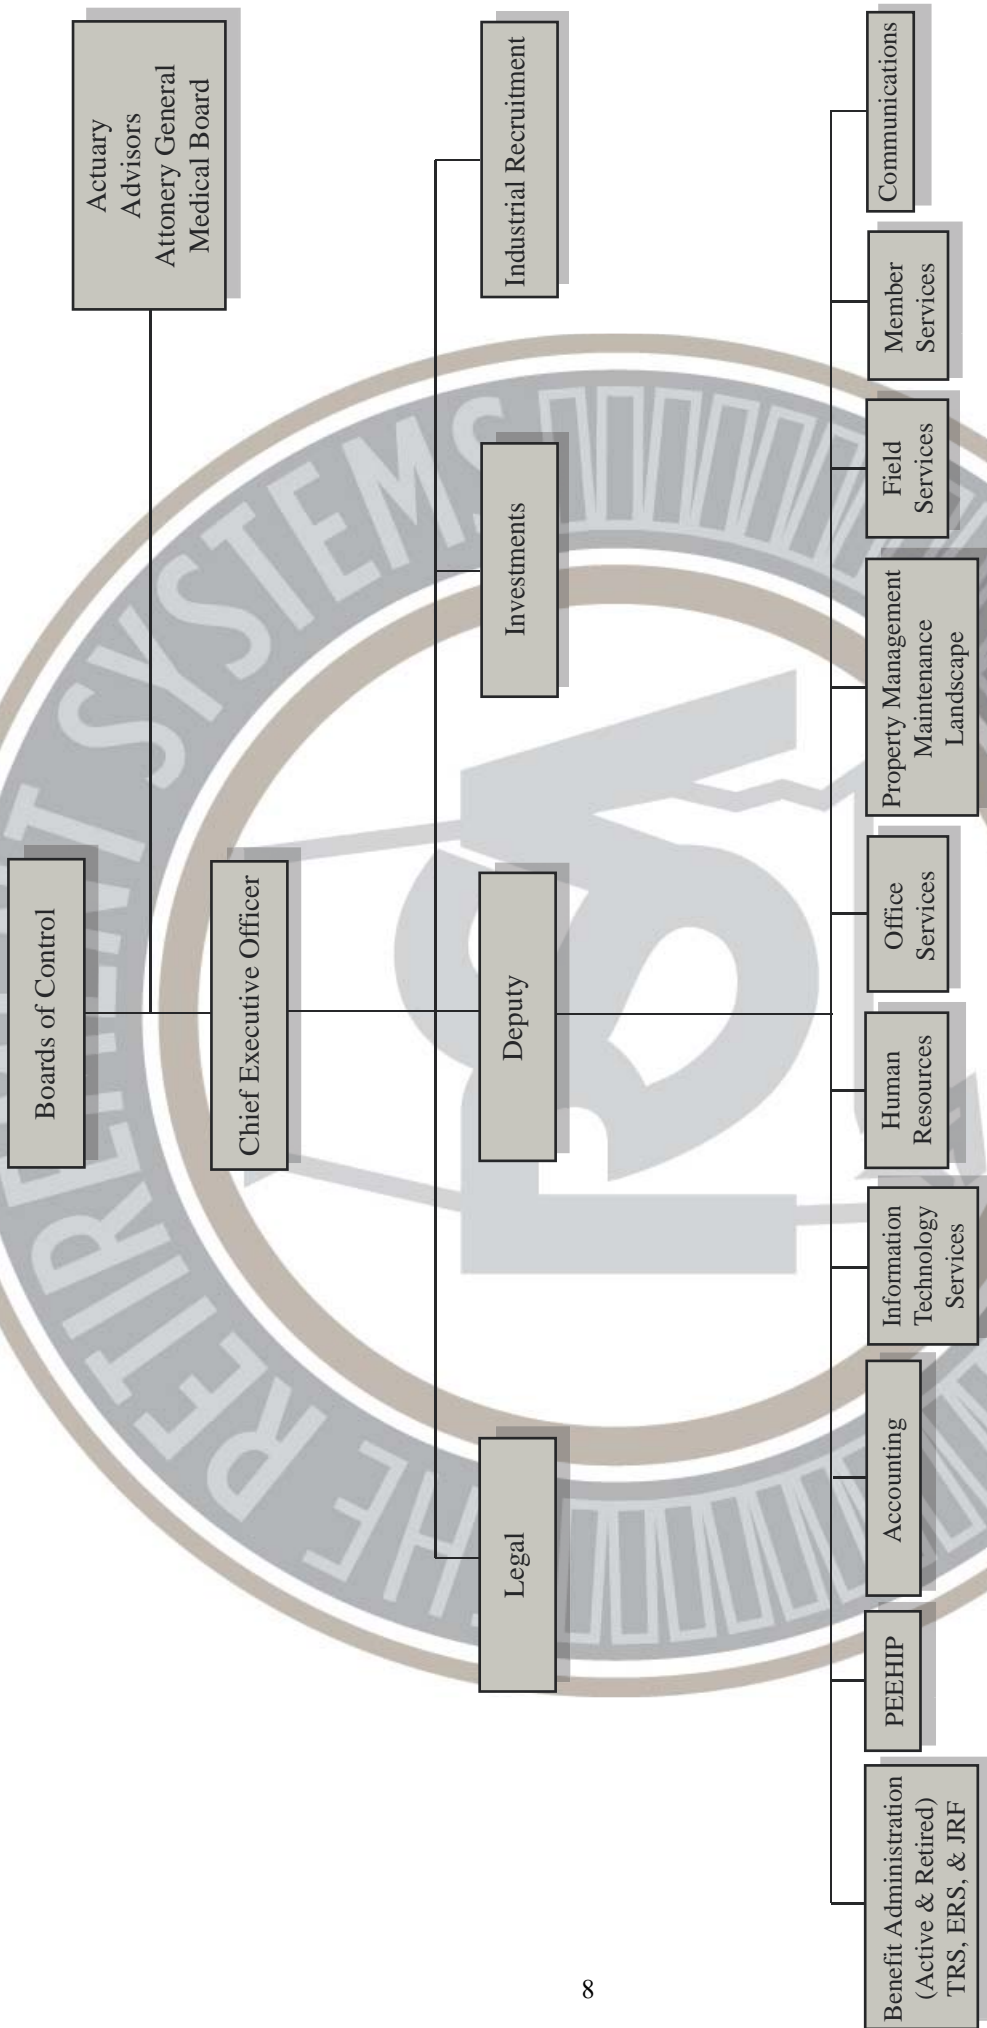 Boards of Control
Actuary
Advisors
Attonery General
Medical Board
Chief Executive Officer
Legal
Deputy
Investments
Industrial Recruitment
Benefit Administration
(Active & Retired)
TRS, ERS, & JRF
PEEHIP
Accounting
Information
Technology
Services
Human
Resources
Office
Services
Property Management
Maintenance
Landscape
Field
Services
Member
Services
Communications
THE RETIREMENT SYSTEMS
RSA
8